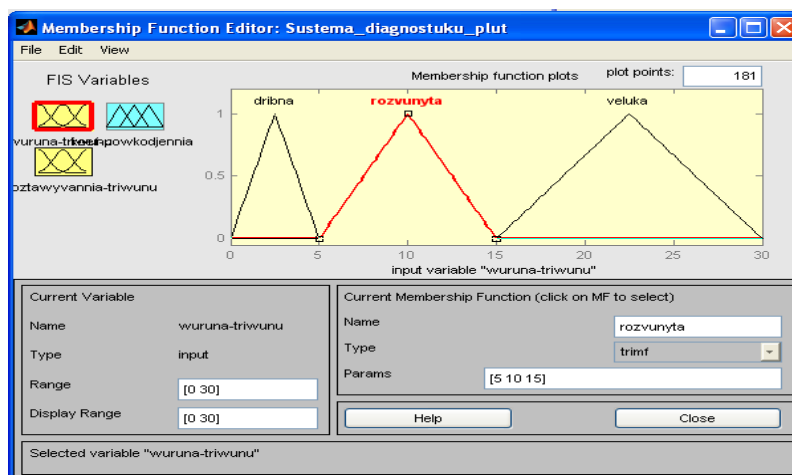 Membership Function Editor: Sustema_diagnostuku_plut
File Edit View
FIS Variables
Membership function plots plot points: 181
dribna rozvunyta veluka
1
0.5
0
0 5 10 15 20 25 30
input variable "wuruna-triwunu"
oztawyvannia-triwunu
Current Variable
Name wuruna-triwunu
Type input
Range [0 30]
Display Range [0 30]
Current Membership Function (click on MF to select)
Name rozvunyta
Type trimf
Params [5 10 15]
Help Close
Selected variable "wuruna-triwunu"